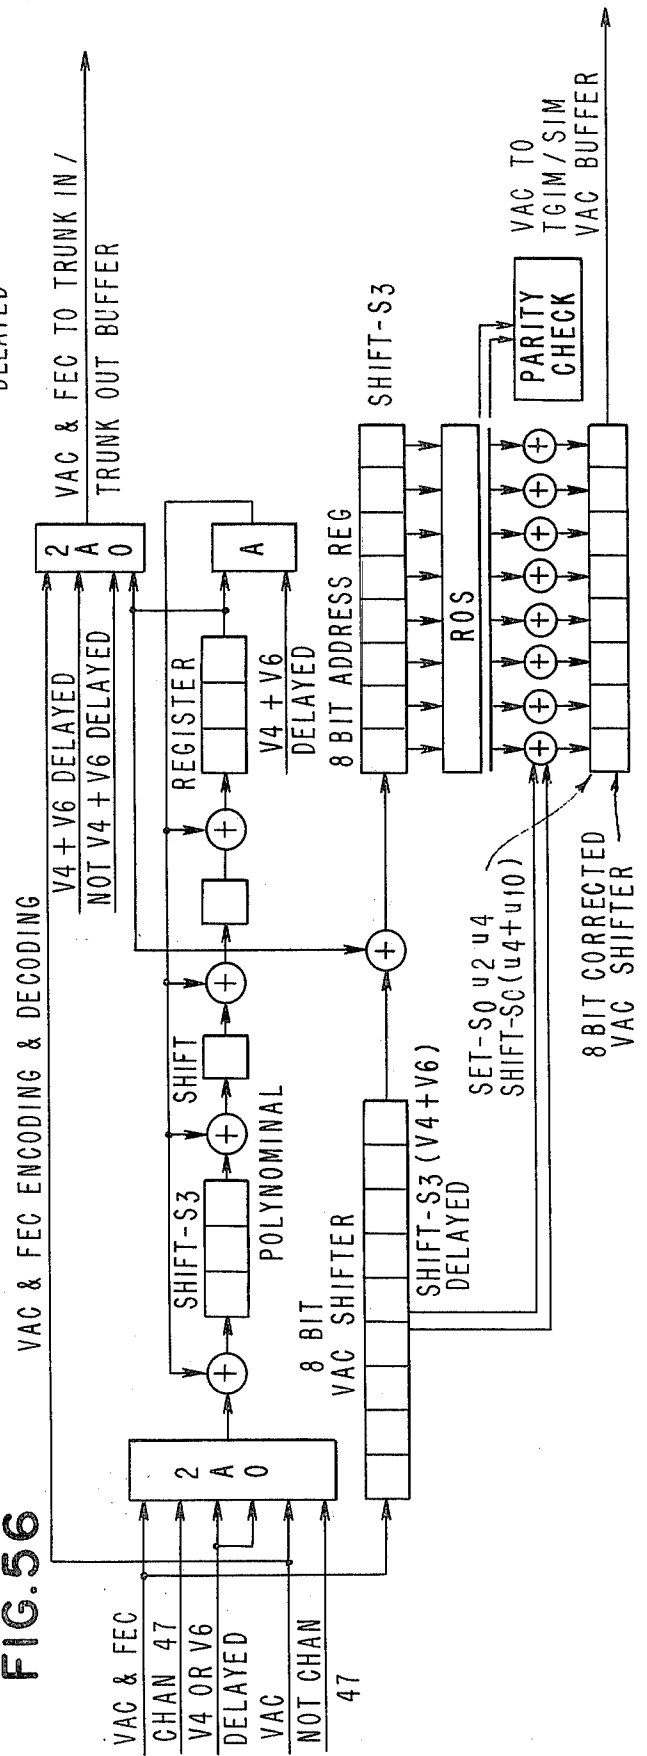 FIG.56
VAC & FEC ENCODING & DECODING
DELAYED
VAC & FEC
CHAN 47
V4 OR V6
DELAYED
VAC
NOT CHAN
47
2
A
O
SHIFT-S3
POLYNOMINAL
SHIFT
REGISTER
V4 + V6 DELAYED
NOT V4 + V6 DELAYED
2
A
O
VAC & FEC TO TRUNK IN/
TRUNK OUT BUFFER
A
V4 + V6
DELAYED
8 BIT
VAC SHIFTER
SHIFT-S3 (V4+V6)
DELAYED
8 BIT ADDRESS REG
SHIFT-S3
ROS
PARITY
CHECK
SET-S0 u2 u4
SHIFT-S0(u4+u10)
8 BIT CORRECTED
VAC SHIFTER
VAC TO
TGIM/SIM
VAC BUFFER